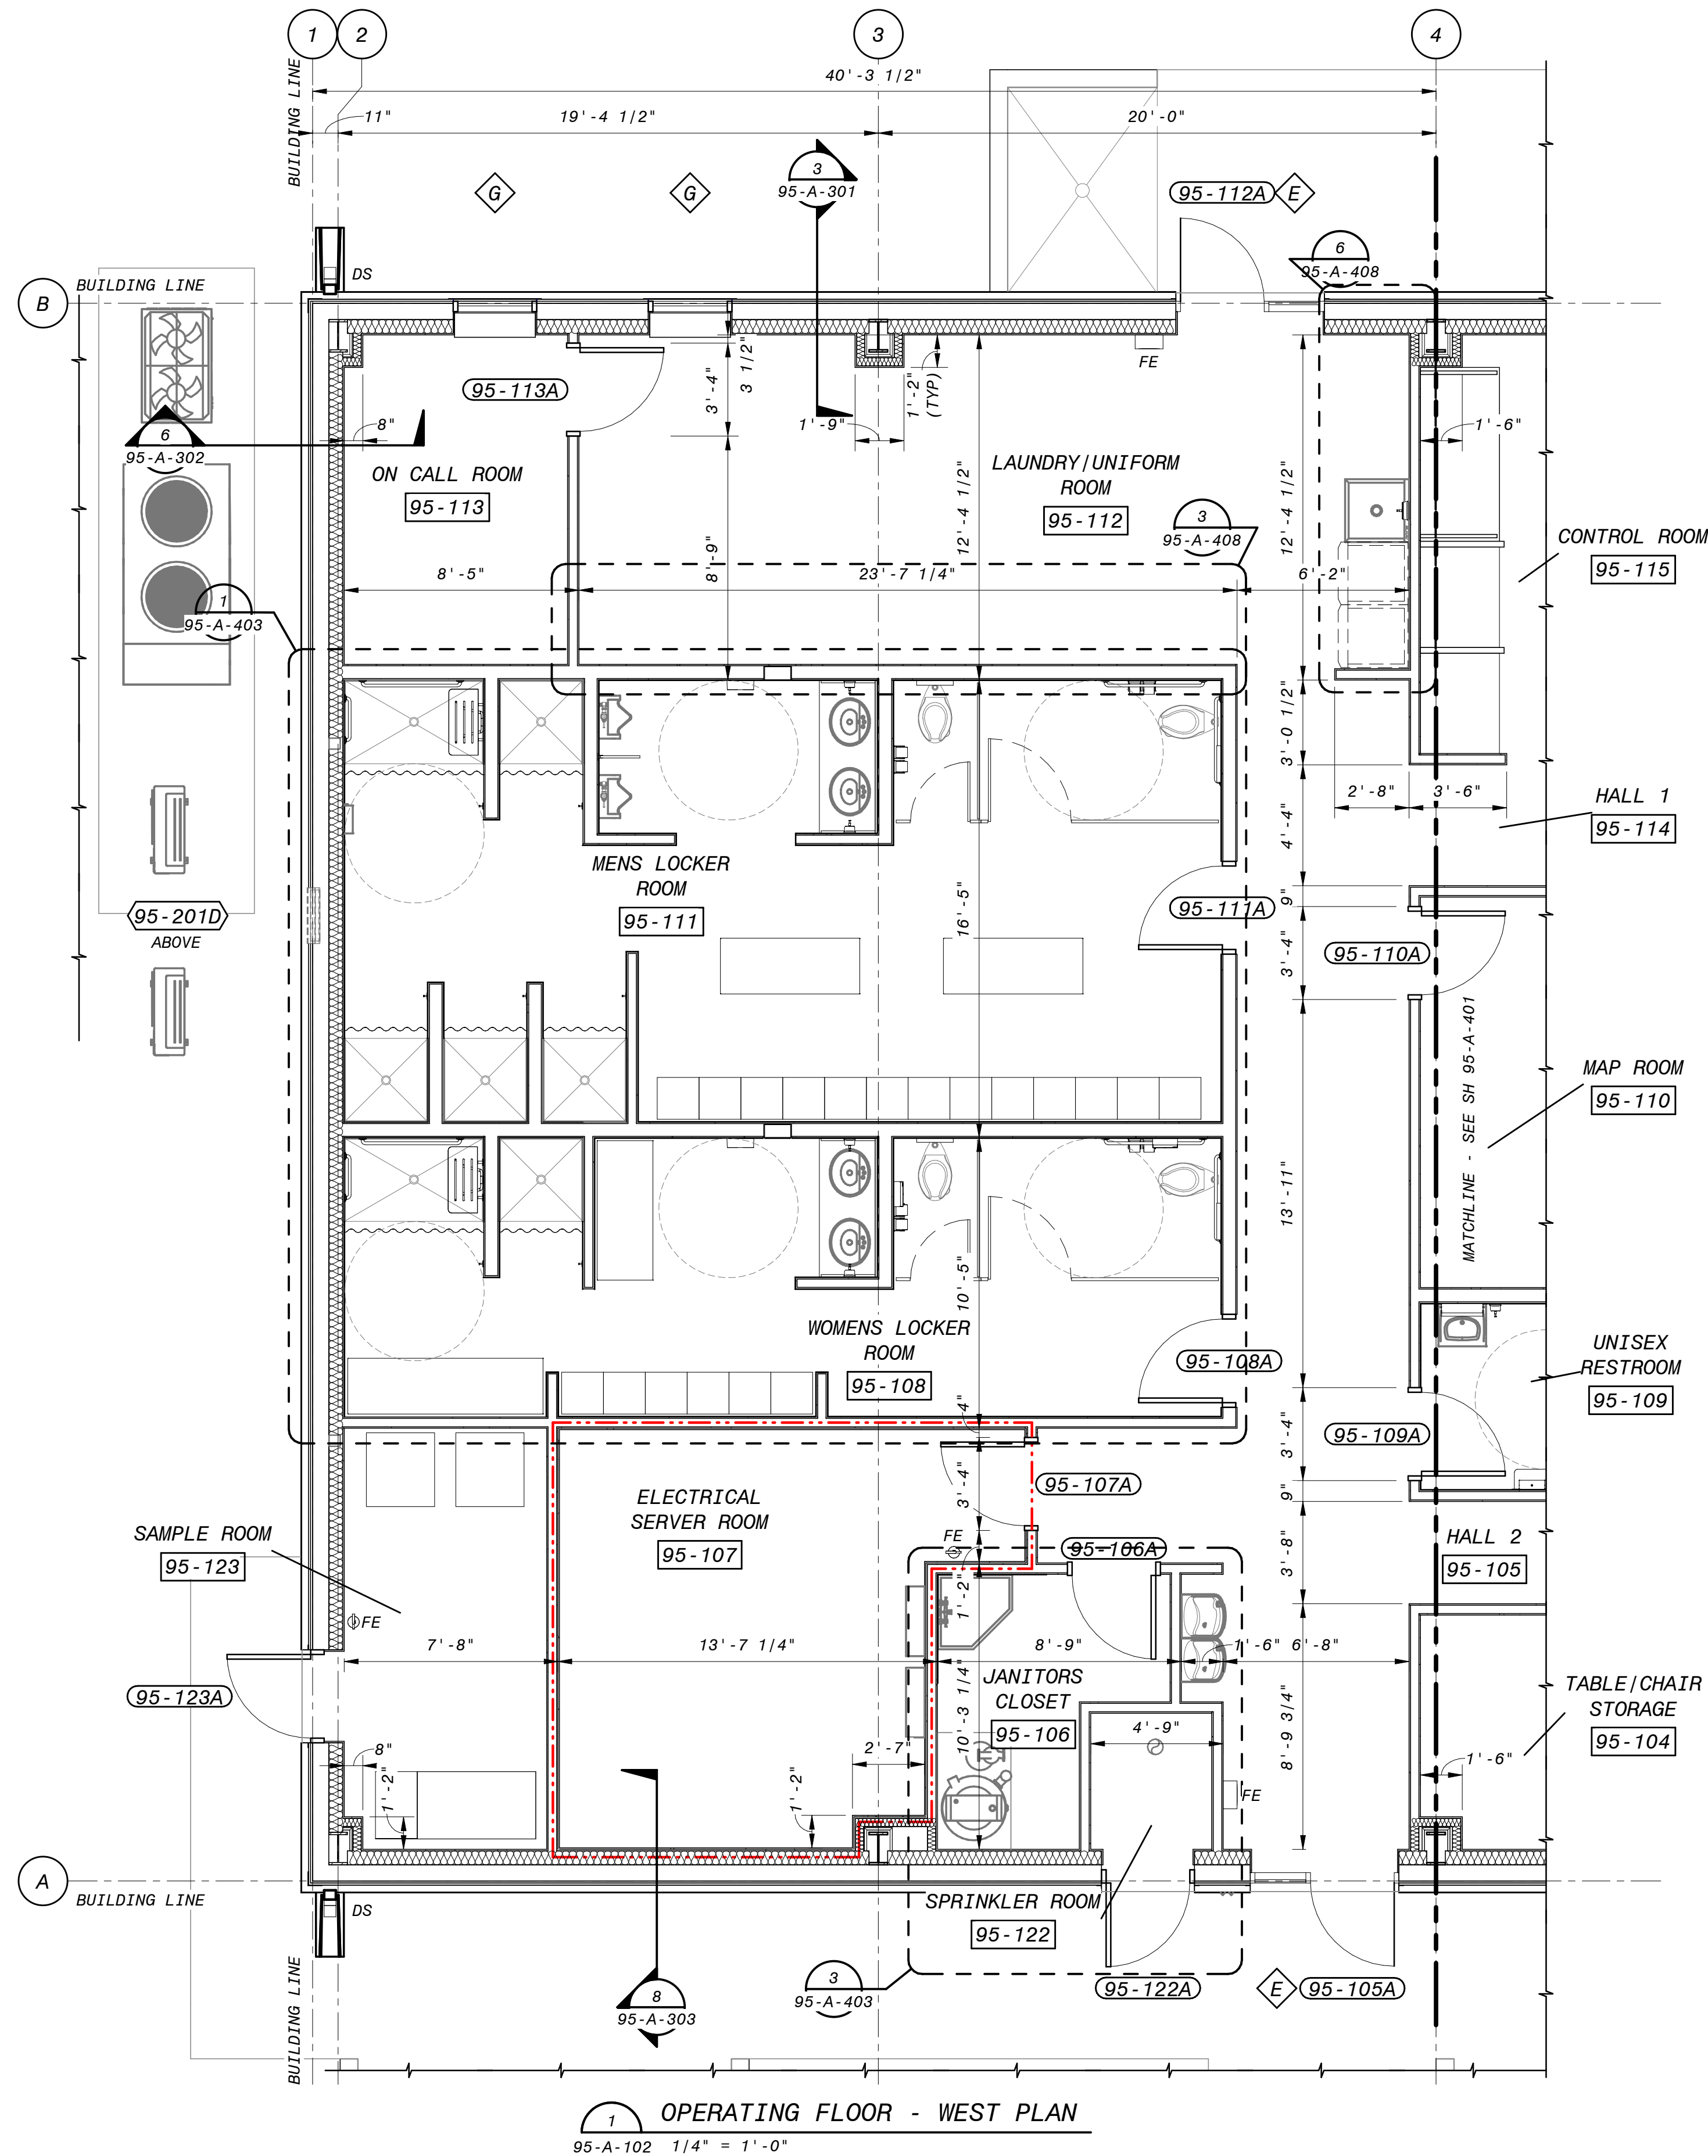 1 2 3 4
BUILDING LINE
40'-3 1/2"
11" 19'-4 1/2" 20'-0"
G G
3
95-A-301
95-112A E
6
95-A-408
DS
BUILDING LINE
B
FE
3'-4" 3 1/2"
1'-2"
(TYP)
95-113A
8" 1'-9" 1'-6"
6
95-A-302
ON CALL ROOM
95-113
LAUNDRY/UNIFORM
ROOM
95-112
12'-4 1/2" 12'-4 1/2"
3
95-A-408
CONTROL ROOM
95-115
8'-9"
8'-5" 23'-7 1/4" 6'-2"
1
95-A-403
3'-0 1/2"
2'-8" 3'-6"
HALL 1
95-114
4'-4"
MENS LOCKER
ROOM
95-111
9"
16'-5"
95-111A
95-201D
ABOVE
3'-4"
95-110A
MATCHLINE - SEE SH 95-A-401
MAP ROOM
95-110
13'-11"
10'-5"
WOMENS LOCKER
ROOM
95-108
95-108A
UNISEX
RESTROOM
95-109
4"
3'-4"
95-109A
3'-4"
95-107A
9"
ELECTRICAL
SERVER ROOM
95-107
SAMPLE ROOM
95-123
FE
95-106A
HALL 2
95-105
3'-8"
1'-2"
FE
7'-8" 13'-7 1/4" 8'-9" 1'-6" 6'-8"
JANITORS
CLOSET
95-106
10'-3 1/4"
95-123A
TABLE/CHAIR
STORAGE
95-104
8'-9 3/4"
4'-9"
8" 2'-7" 1'-6"
1'-2" 1'-2"
FE
A
BUILDING LINE
DS
SPRINKLER ROOM
95-122
BUILDING LINE
8
95-A-303
3
95-A-403
95-122A E 95-105A
1
95-A-102
OPERATING FLOOR - WEST PLAN
1/4" = 1'-0"